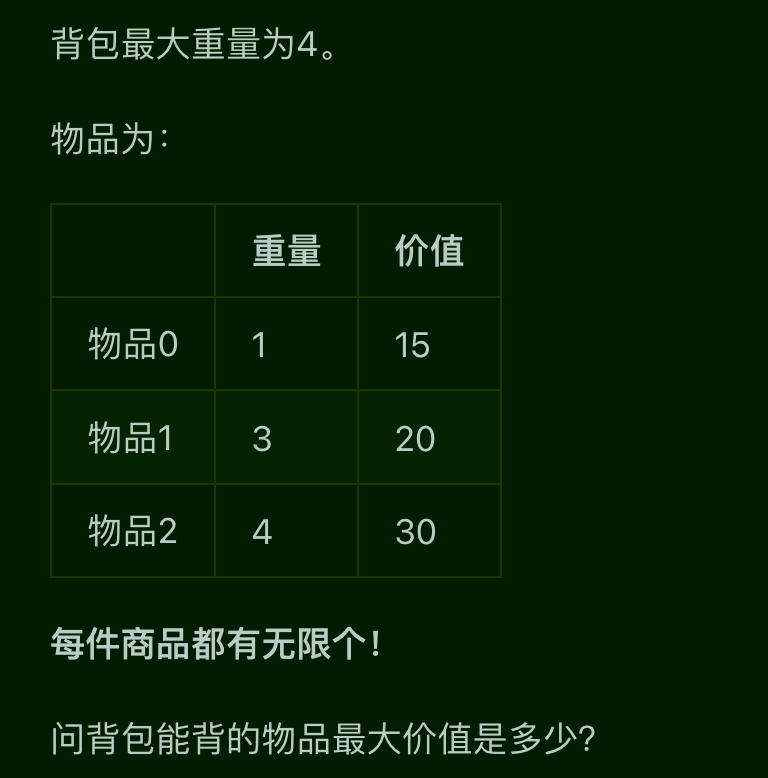 背包最大重量为4。
物品为：
重量 价值
物品0 1 15
物品1 3 20
物品2 4 30
每件商品都有无限个！
问背包能背的物品最大价值是多少？